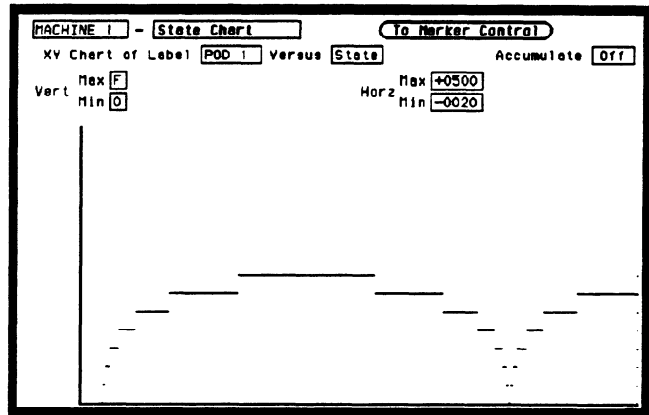 MACHINE 1 - State Chart To Marker Control
XY Chart of Label POD 1 Versus State Accumulate Off
Vert Max F Horz Max +0500
Min 0 Min -0020